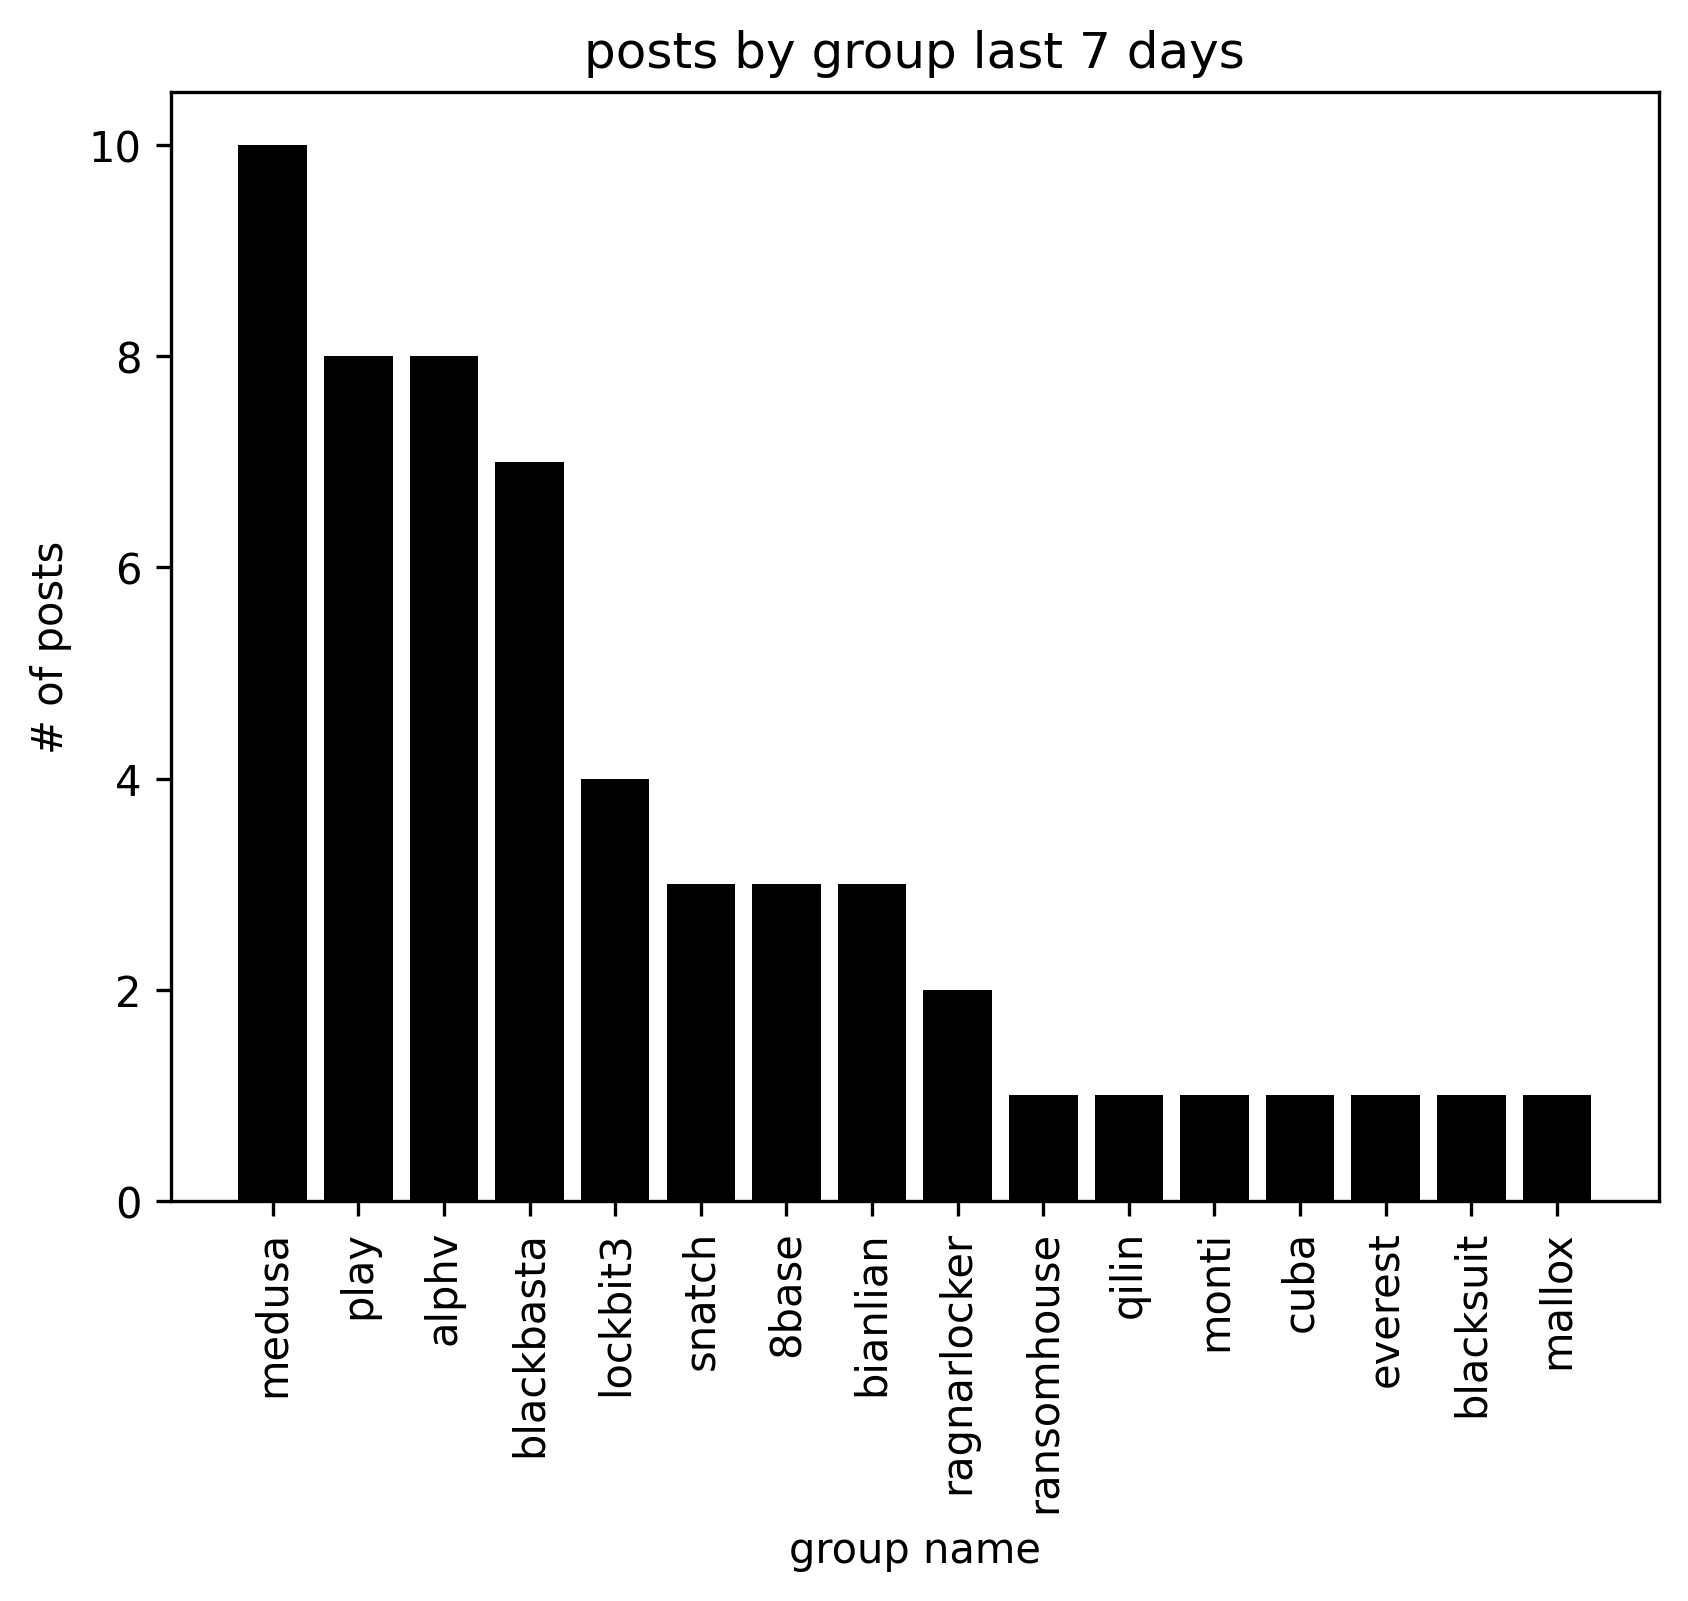 posts by group last 7 days
10
8
6
4
2
0
# of posts
medusa
play
alphv
blackbasta
lockbit3
snatch
8base
bianlian
ragnarlocker
ransomhouse
qilin
monti
cuba
everest
blacksuit
mallox
group name